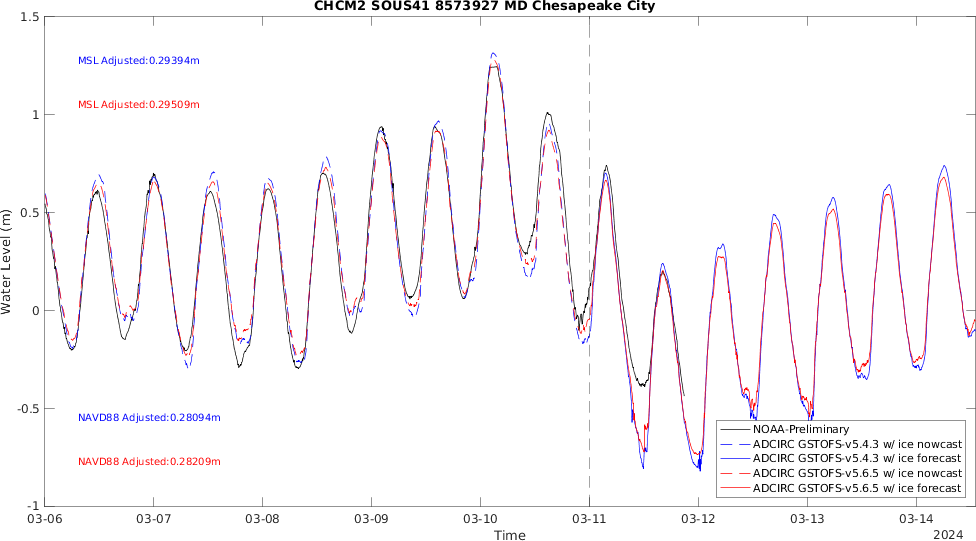 CHCM2 SOUS41 8573927 MD Chesapeake City
1.5
MSL Adjusted:0.29394m
MSL Adjusted:0.29509m
1
0.5
Water Level (m)
0
-0.5
NAVD88 Adjusted:0.28094m
NAVD88 Adjusted:0.28209m
-1
NOAA-Preliminary
ADCIRC GSTOFS-v5.4.3 w/ ice nowcast
ADCIRC GSTOFS-v5.4.3 w/ ice forecast
ADCIRC GSTOFS-v5.6.5 w/ ice nowcast
ADCIRC GSTOFS-v5.6.5 w/ ice forecast
03-06 03-07 03-08 03-09 03-10 03-11 03-12 03-13 03-14
Time
2024